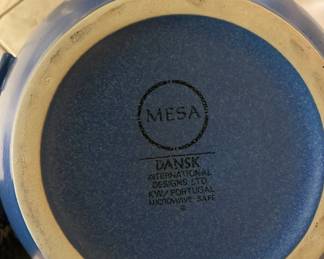 MESA
DANSK
INTERNATIONAL
DESIGNS LTD
KW/PORTUGAL
MICROWAVE SAFE
©